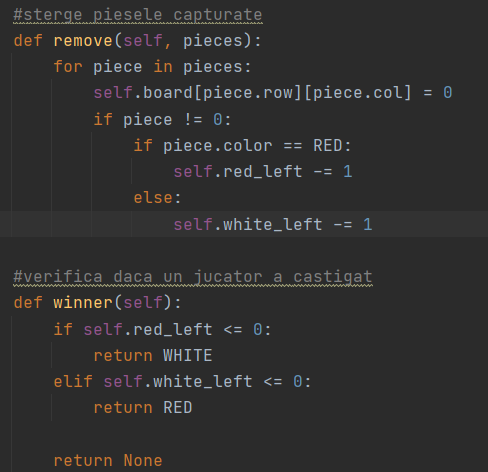 #sterge piesele capturate
def remove(self, pieces):
    for piece in pieces:
        self.board[piece.row][piece.col] = 0
        if piece != 0:
            if piece.color == RED:
                self.red_left -= 1
            else:
                self.white_left -= 1

#verifica daca un jucator a castigat
def winner(self):
    if self.red_left <= 0:
        return WHITE
    elif self.white_left <= 0:
        return RED

    return None